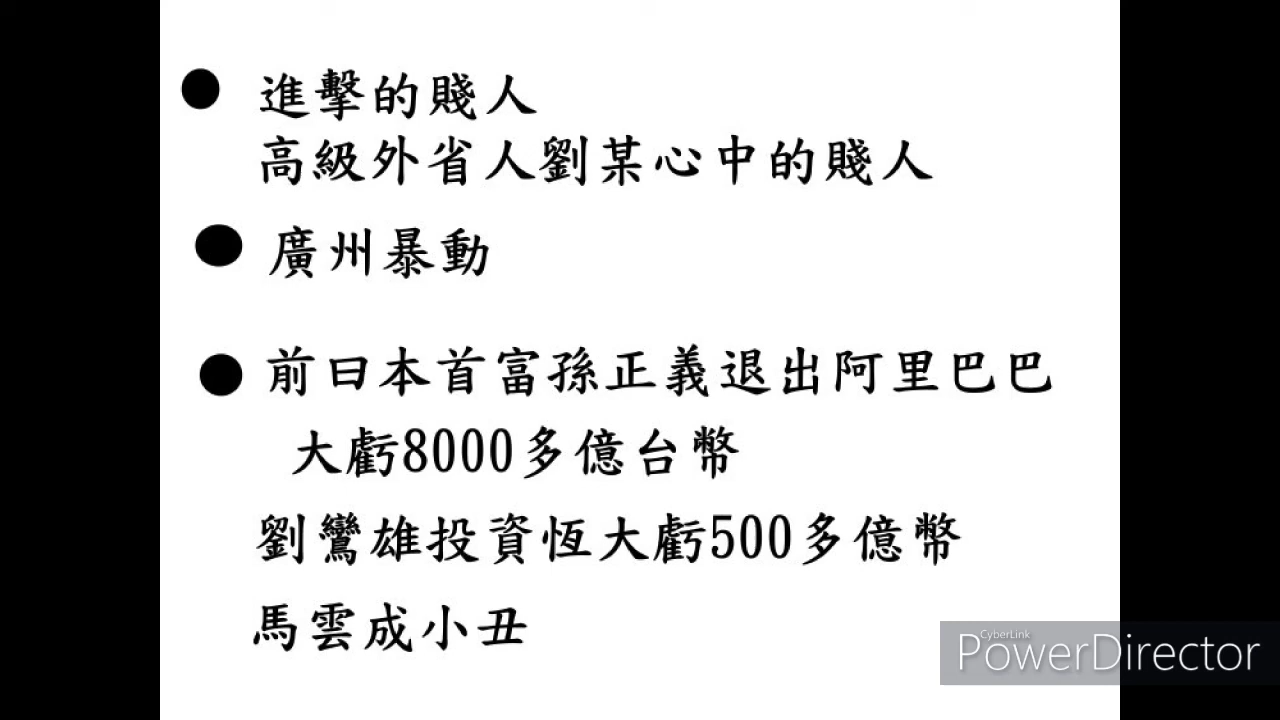 ● 進擊的賤人
高級外省人劉某心中的賤人
● 廣州暴動
● 前日本首富孫正義退出阿里巴巴
大虧8000多億台幣
劉鸞雄投資恆大虧500多億幣
馬雲成小丑
CyberLink
PowerDirector